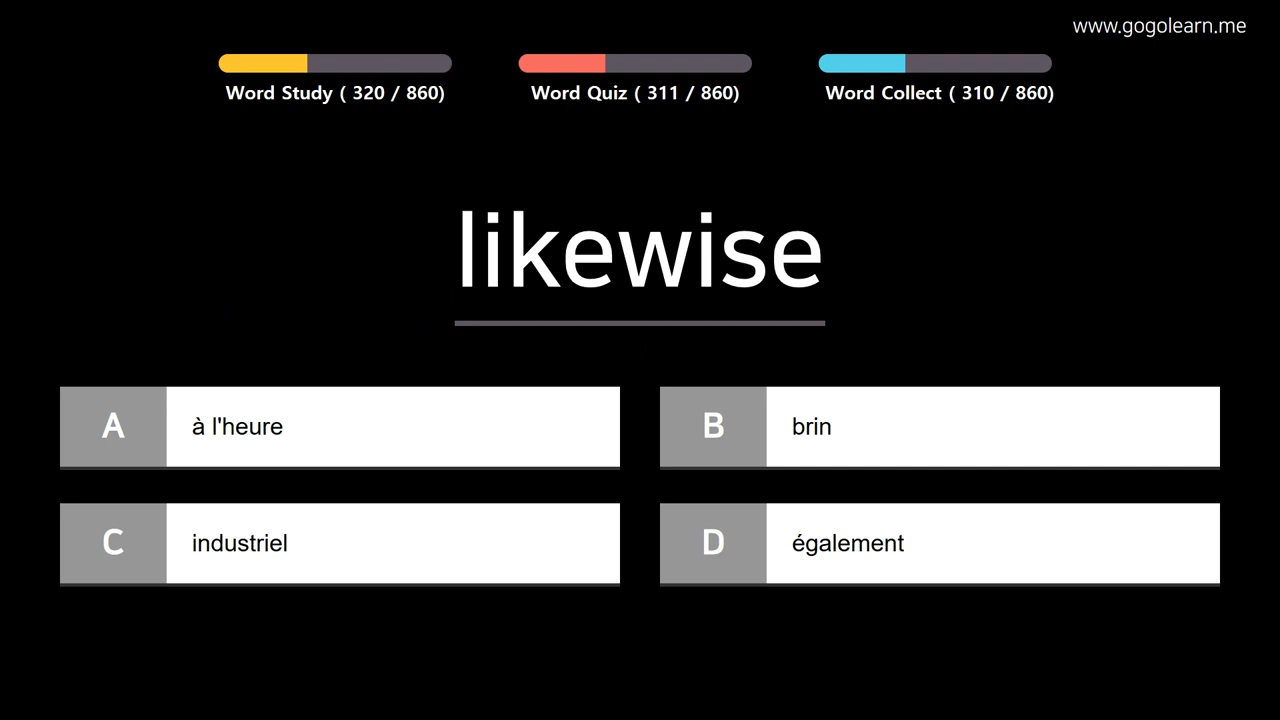 www.gogolearn.me
Word Study ( 320 / 860)
Word Quiz ( 311 / 860)
Word Collect ( 310 / 860)
likewise
A à l'heure
B brin
C industriel
D également